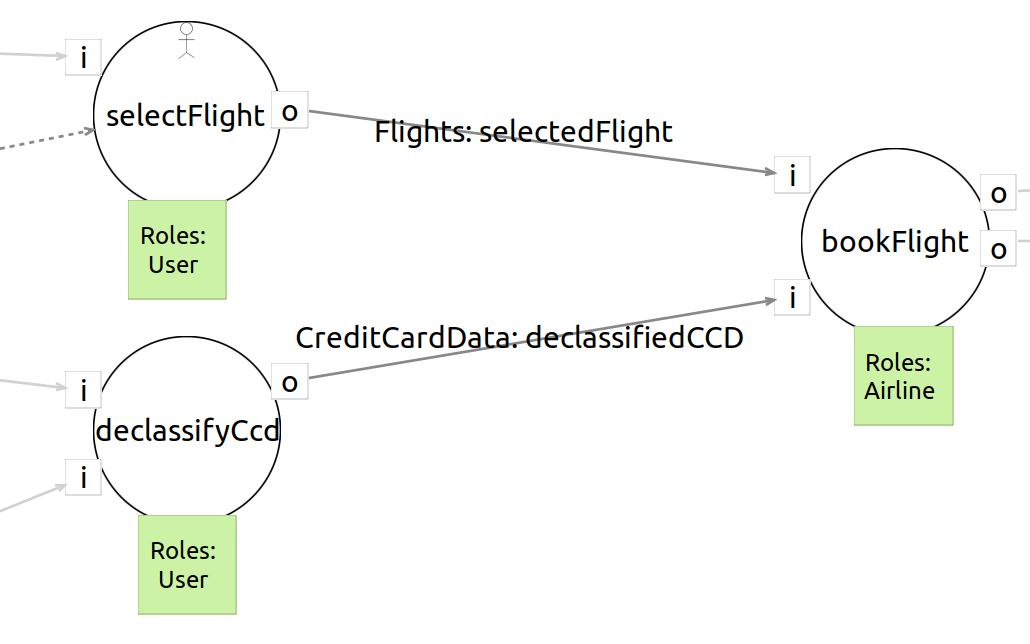 i
selectFlight
o
Roles:
User
Flights: selectedFlight
i
bookFlight
o
o
i
Roles:
Airline
CreditCardData: declassifiedCCD
i
declassifyCcd
o
i
Roles:
User